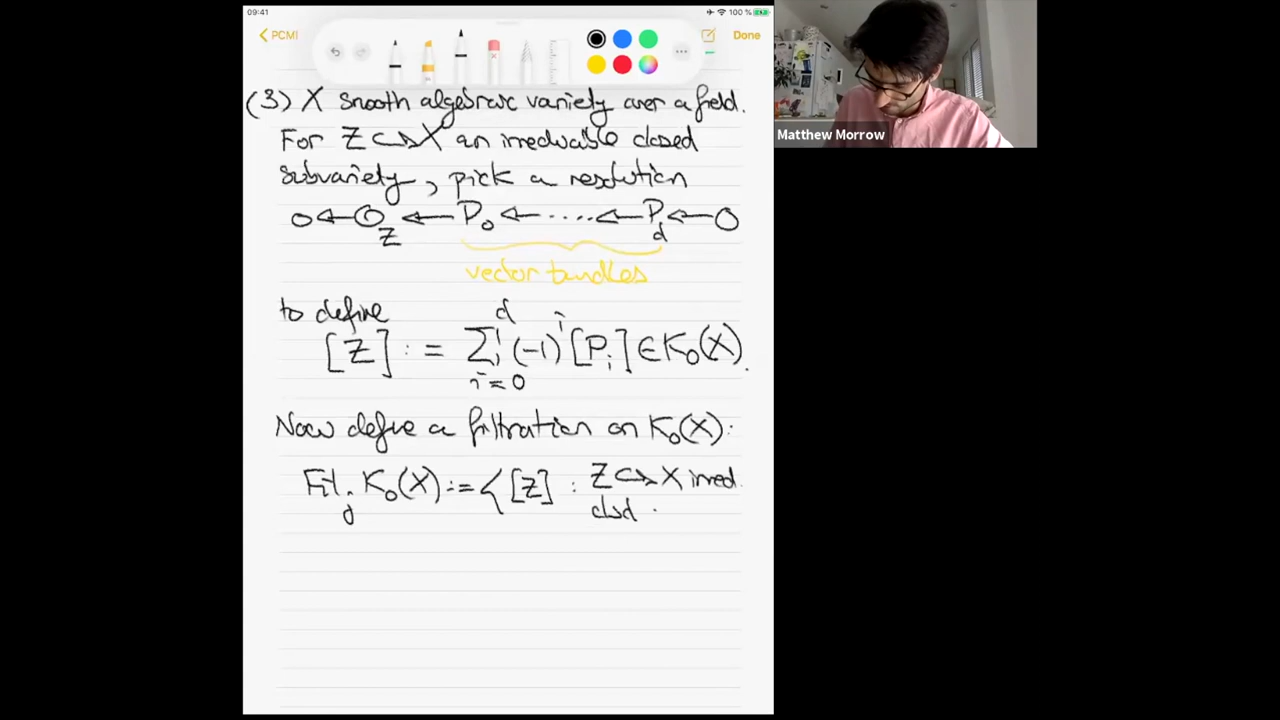 09:41
100 %
PCMI
Done
(3) X smooth algebraic variety over a field.
For Z ↪ X an irreducible closed
subvariety, pick a resolution
0 ← O_Z ← P_0 ← ..... ← P_d ← 0
vector bundles
to define
[Z] := ∑_{i=0}^{d} (-1)^i [P_i] ∈ K_0(X).
Now define a filtration on K_0(X):
Fil_j K_0(X) := < [Z] : Z ↪ X irred.
clsd
Matthew Morrow